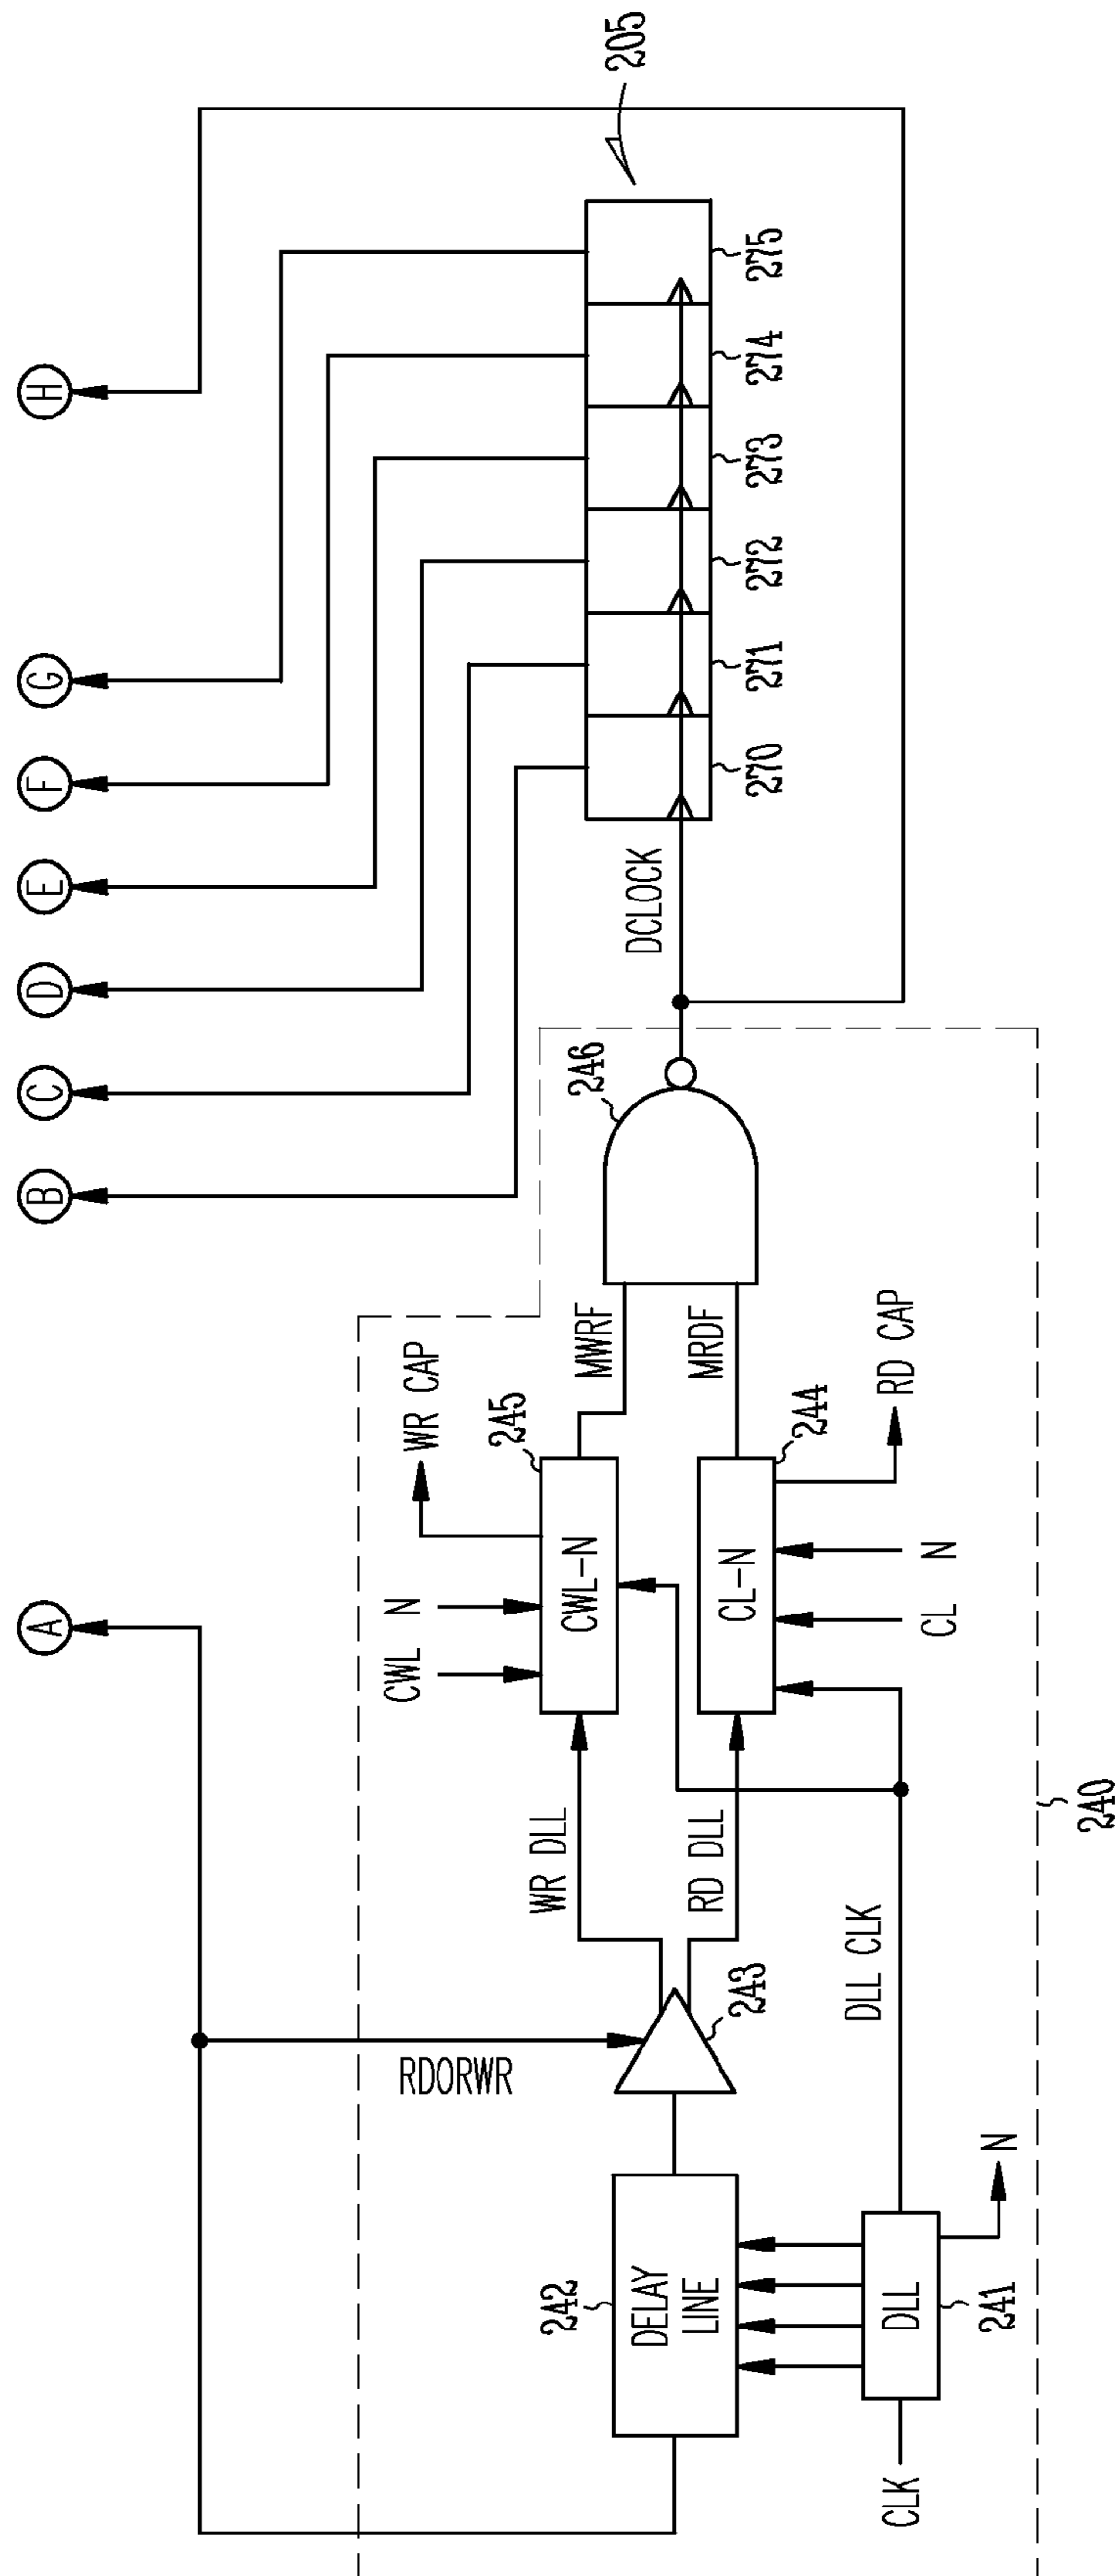 A
B
C
D
E
F
G
H
RDORWR
CWL
N
WR CAP
245
246
205
WR DLL
CWL-N
MWRF
242
DELAY
LINE
243
DCLOCK
RD DLL
CL-N
MRDF
244
270
271
272
273
274
275
DLL CLK
CL
N
RD CAP
CLK
DLL
241
N
240